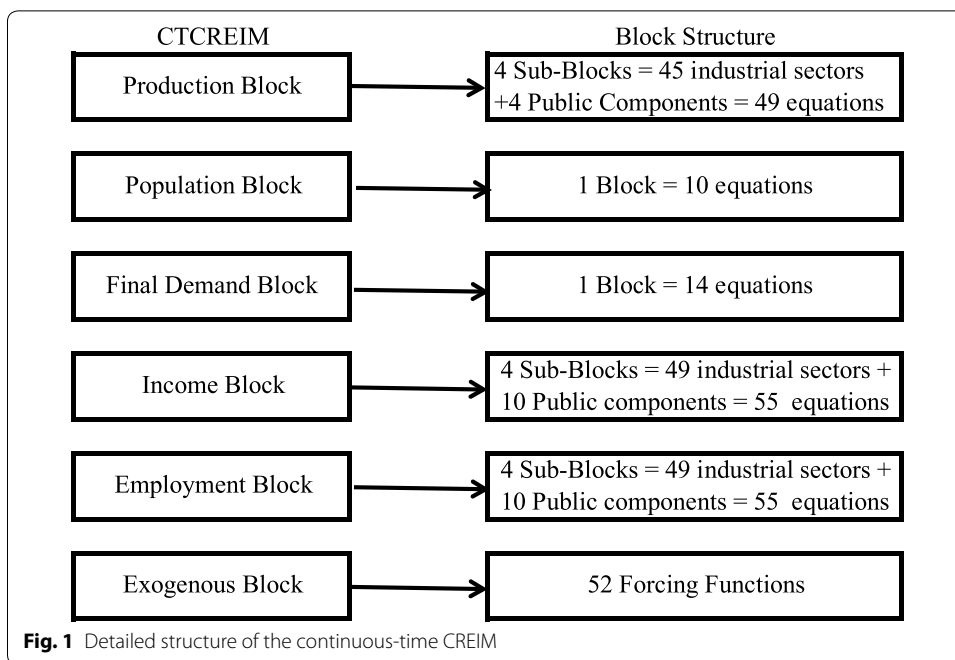 CTCREIM Block Structure
Production Block
4 Sub-Blocks = 45 industrial sectors
+4 Public Components = 49 equations
Population Block
1 Block = 10 equations
Final Demand Block
1 Block = 14 equations
Income Block
4 Sub-Blocks = 49 industrial sectors +
10 Public components = 55 equations
Employment Block
4 Sub-Blocks = 49 industrial sectors +
10 Public components = 55 equations
Exogenous Block
52 Forcing Functions
Fig. 1 Detailed structure of the continuous-time CREIM